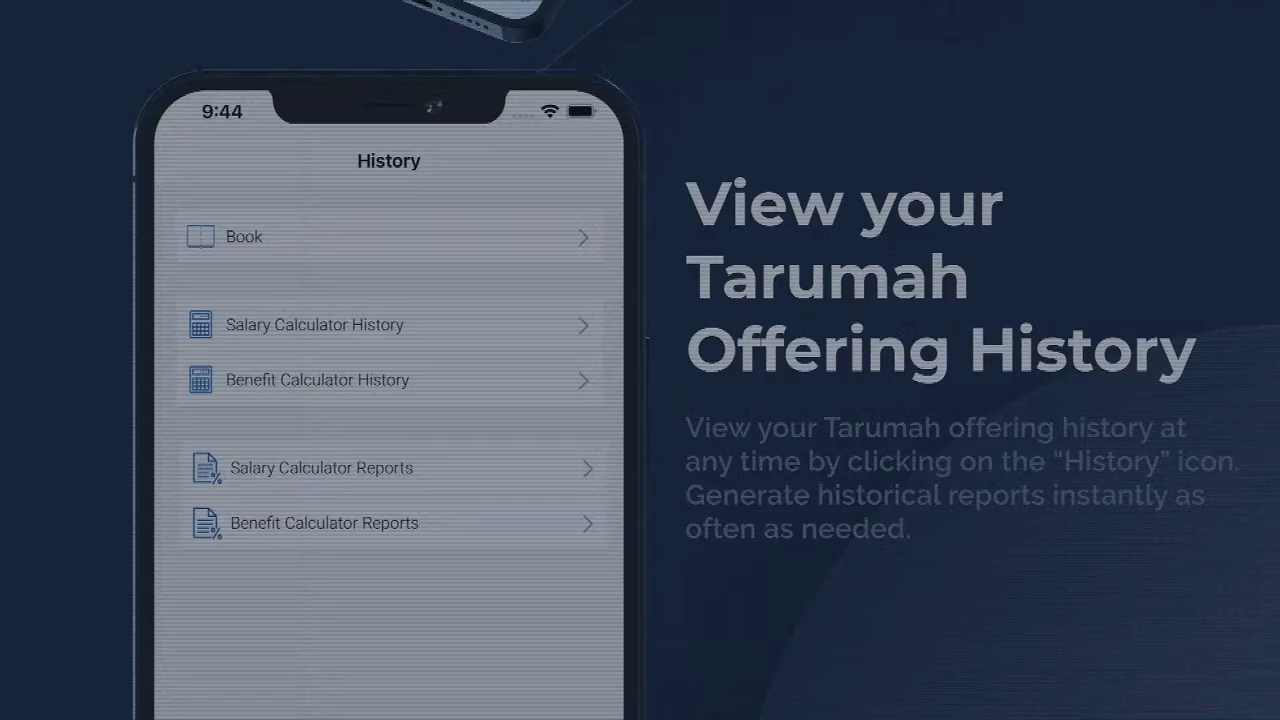 9:44
History
Book
Salary Calculator History
Benefit Calculator History
Salary Calculator Reports
Benefit Calculator Reports
View your
Tarumah
Offering History
View your Tarumah offering history at
any time by clicking on the “History” icon.
Generate historical reports instantly as
often as needed.